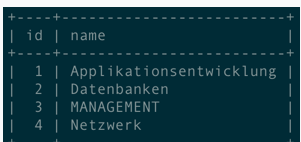 +----+------------------------+
| id | name                   |
+----+------------------------+
|  1 | Applikationsentwicklung |
|  2 | Datenbanken            |
|  3 | MANAGEMENT             |
|  4 | Netzwerk               |